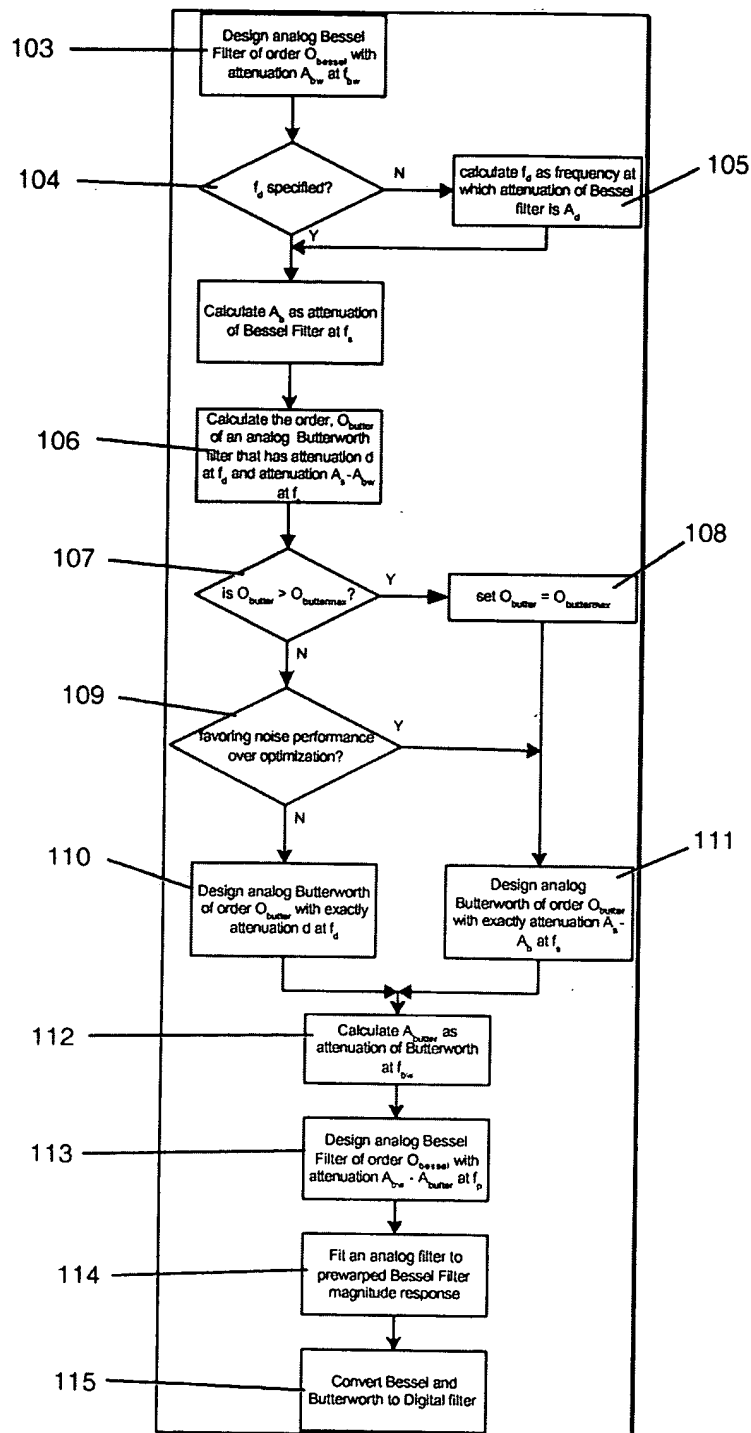 103
Design analog Bessel
Filter of order O_bessel with
attenuation A_bw at f_bw
104
f_d specified?
N
Y
105
calculate f_d as frequency at
which attenuation of Bessel
filter is A_d
Calculate A_b as attenuation
of Bessel Filter at f_s
106
Calculate the order, O_butter
of an analog Butterworth
filter that has attenuation d
at f_d and attenuation A_s - A_bw
at f_s
107
is O_butter > O_buttermax ?
Y
N
108
set O_butter = O_buttermax
109
favoring noise performance
over optimization?
Y
N
110
Design analog Butterworth
of order O_butter with exactly
attenuation d at f_d
111
Design analog
Butterworth of order O_butter
with exactly attenuation A_s -
A_b at f_s
112
Calculate A_butter as
attenuation of Butterworth
at f_bw
113
Design analog Bessel
Filter of order O_bessel with
attenuation A_bw - A_butter at f_p
114
Fit an analog filter to
prewarped Bessel Filter
magnitude response
115
Convert Bessel and
Butterworth to Digital filter